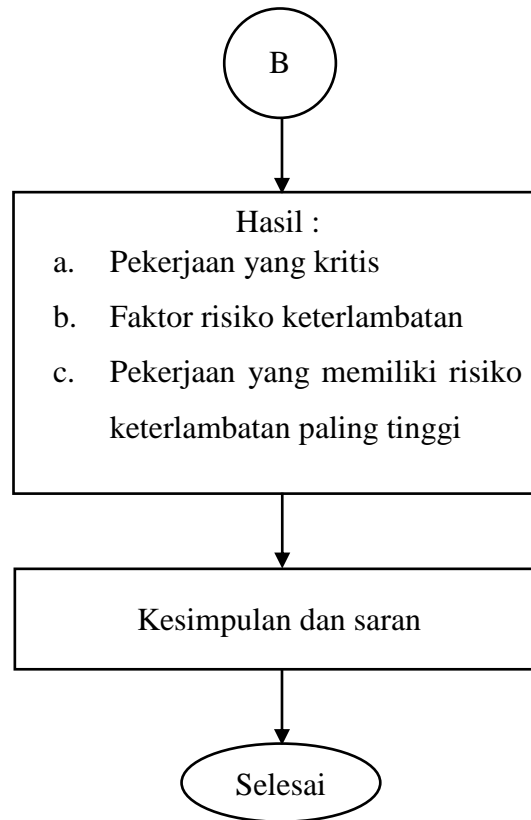 B
Hasil :
a. Pekerjaan yang kritis
b. Faktor risiko keterlambatan
c. Pekerjaan yang memiliki risiko
keterlambatan paling tinggi
Kesimpulan dan saran
Selesai